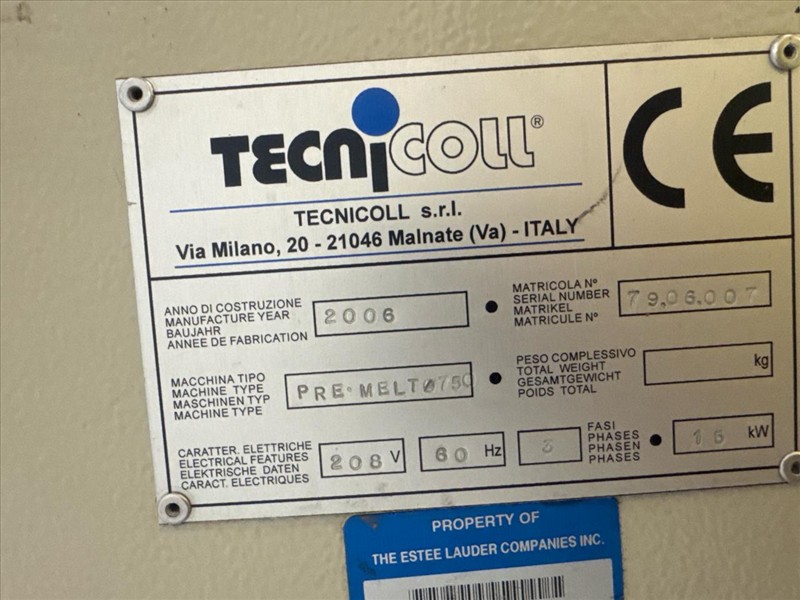 TECNICOLL®
TECNICOLL s.r.l.
Via Milano, 20 - 21046 Malnate (Va) - ITALY
CE
ANNO DI COSTRUZIONE
MANUFACTURE YEAR
BAUJAHR
ANNEE DE FABRICATION
2006
MATRICOLA N°
SERIAL NUMBER
MATRIKEL
MATRICULE N°
79,06,007
MACCHINA TIPO
MACHINE TYPE
MASCHINEN TYP
MACHINE TYPE
PRE-MELT Ø750
PESO COMPLESSIVO
TOTAL WEIGHT
GESAMTGEWICHT
POIDS TOTAL
kg
CARATTER. ELETTRICHE
ELECTRICAL FEATURES
ELEKTRISCHE DATEN
CARACT. ELECTRIQUES
208 V
60 Hz
3
FASI
PHASES
PHASEN
PHASES
kW
PROPERTY OF
THE ESTEE LAUDER COMPANIES INC.